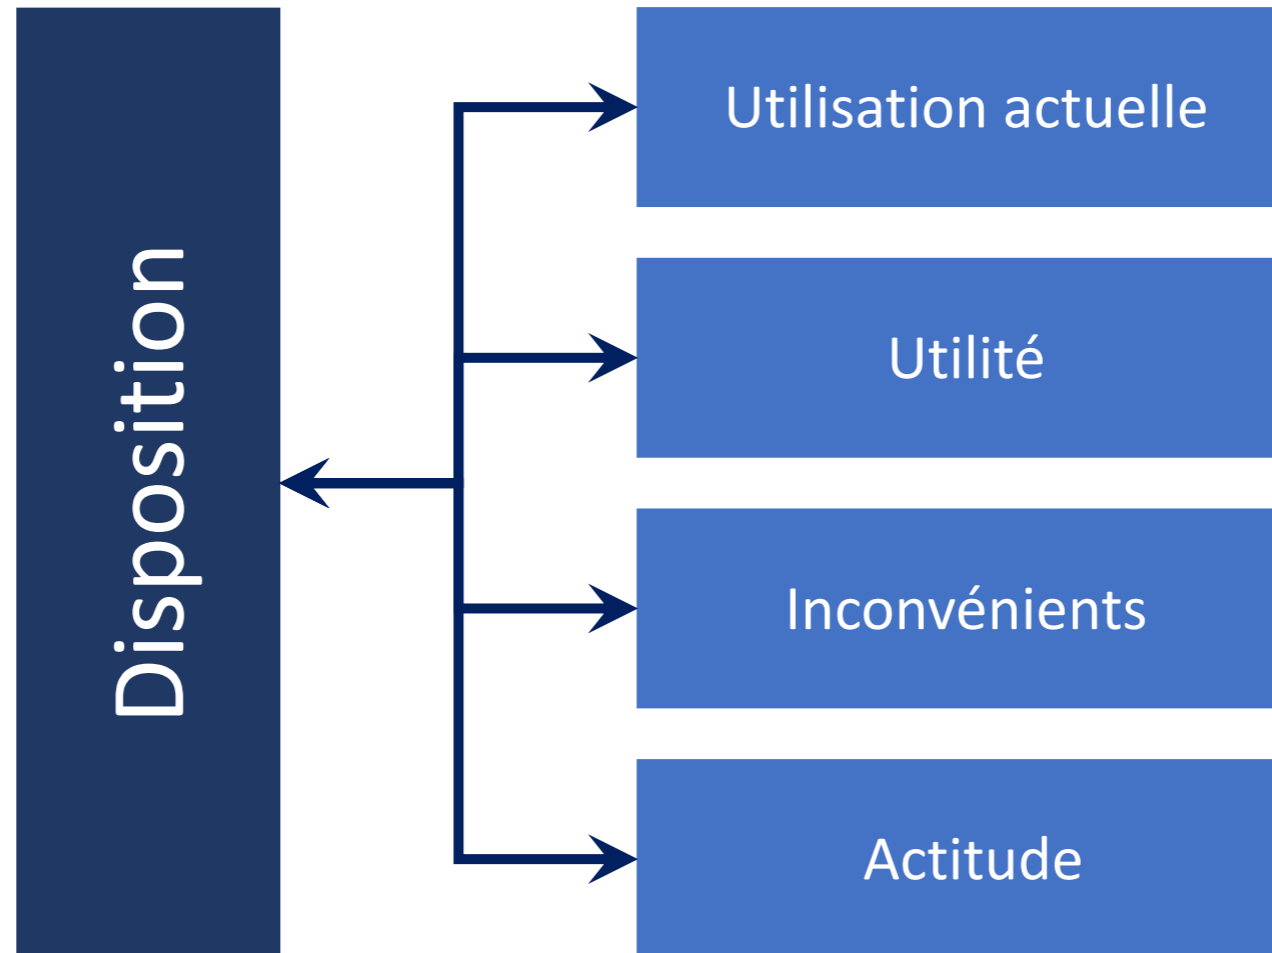 Disposition
Utilisation actuelle
Utilité
Inconvénients
Actitude